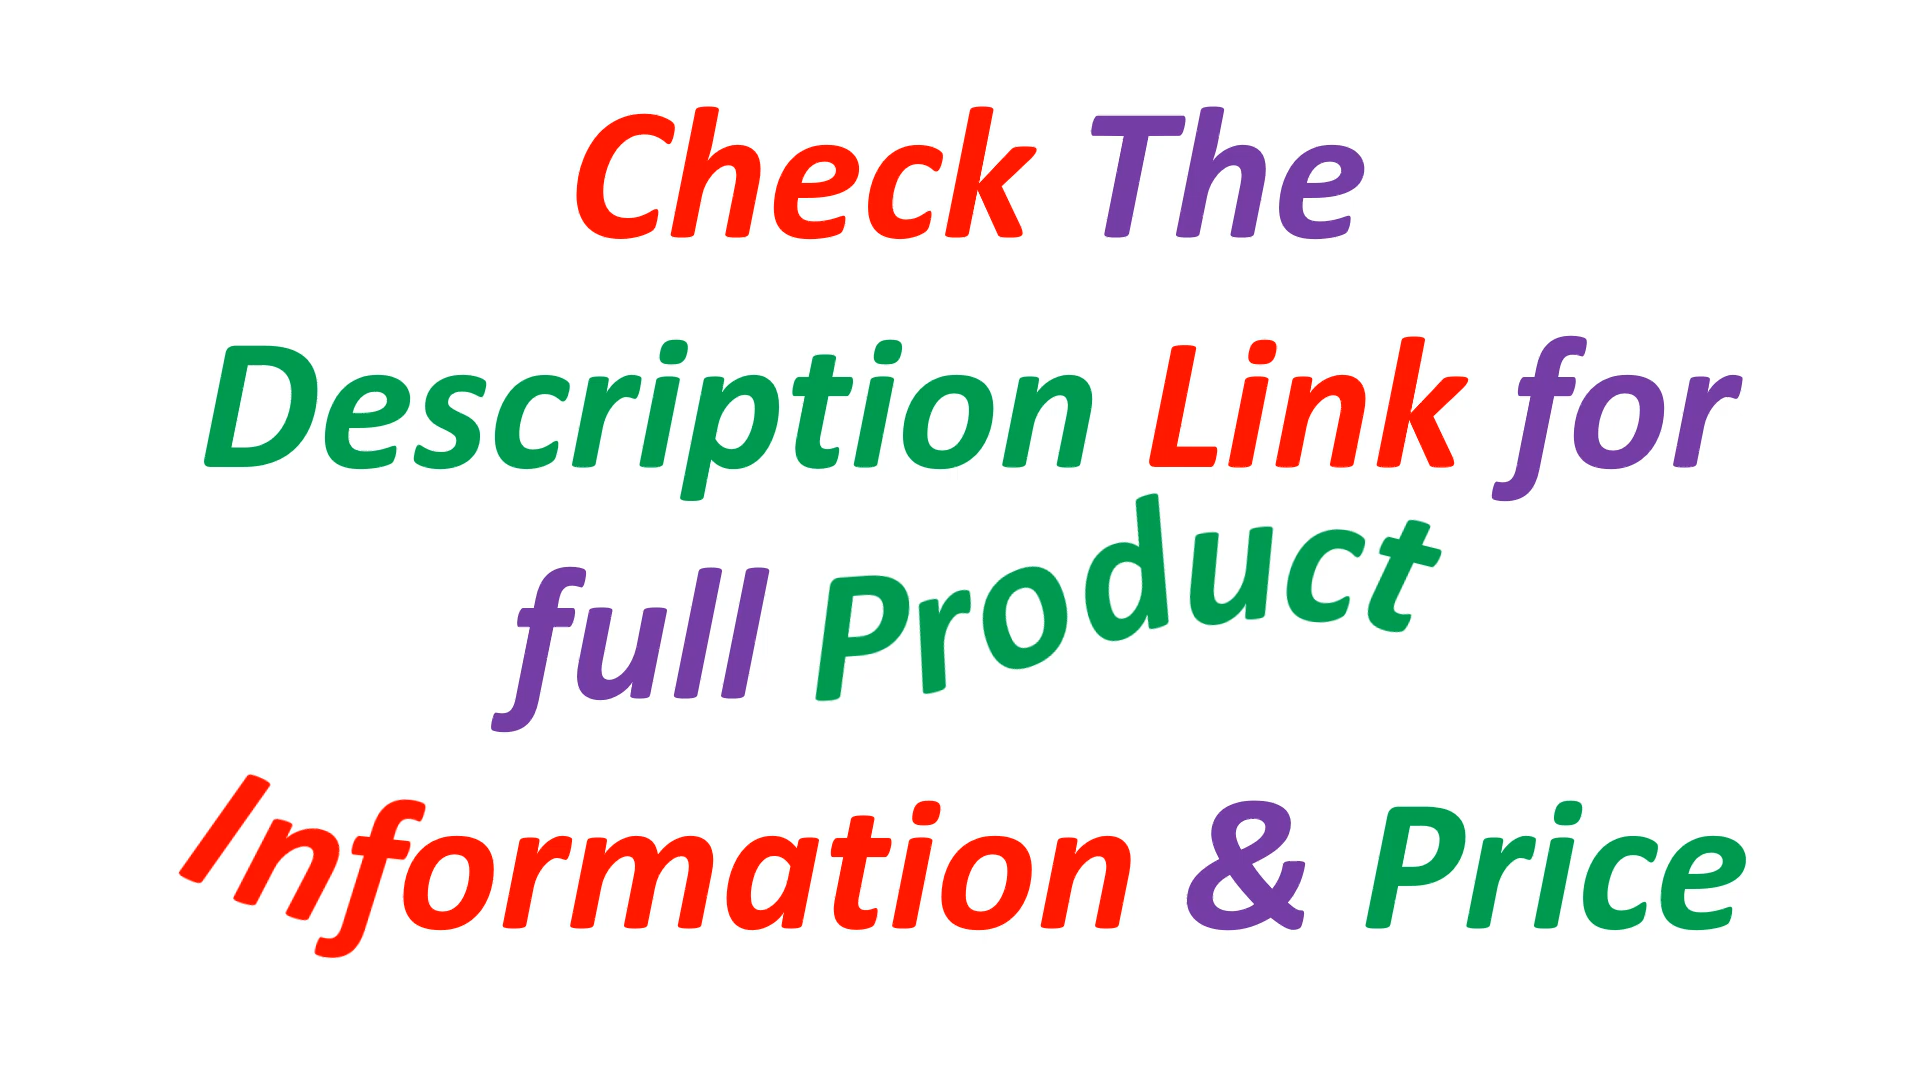 Check The
Description Link for
full Product
Information & Price